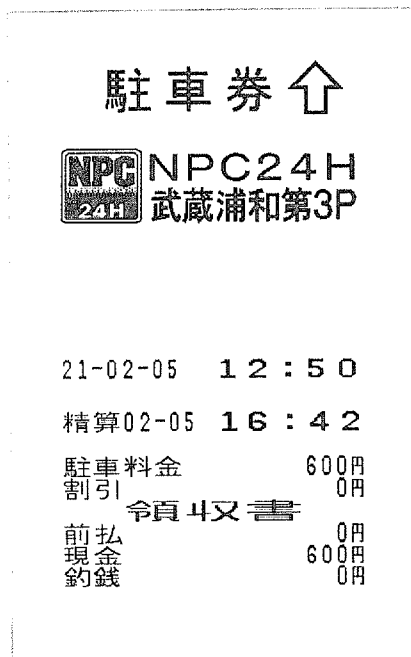 駐車券⇧
NPC
24H
NPC24H
武蔵浦和第3P
21-02-05 12:50
精算02-05 16:42
駐車料金 600円
割引 0円
領収書
前払 0円
現金 600円
釣銭 0円